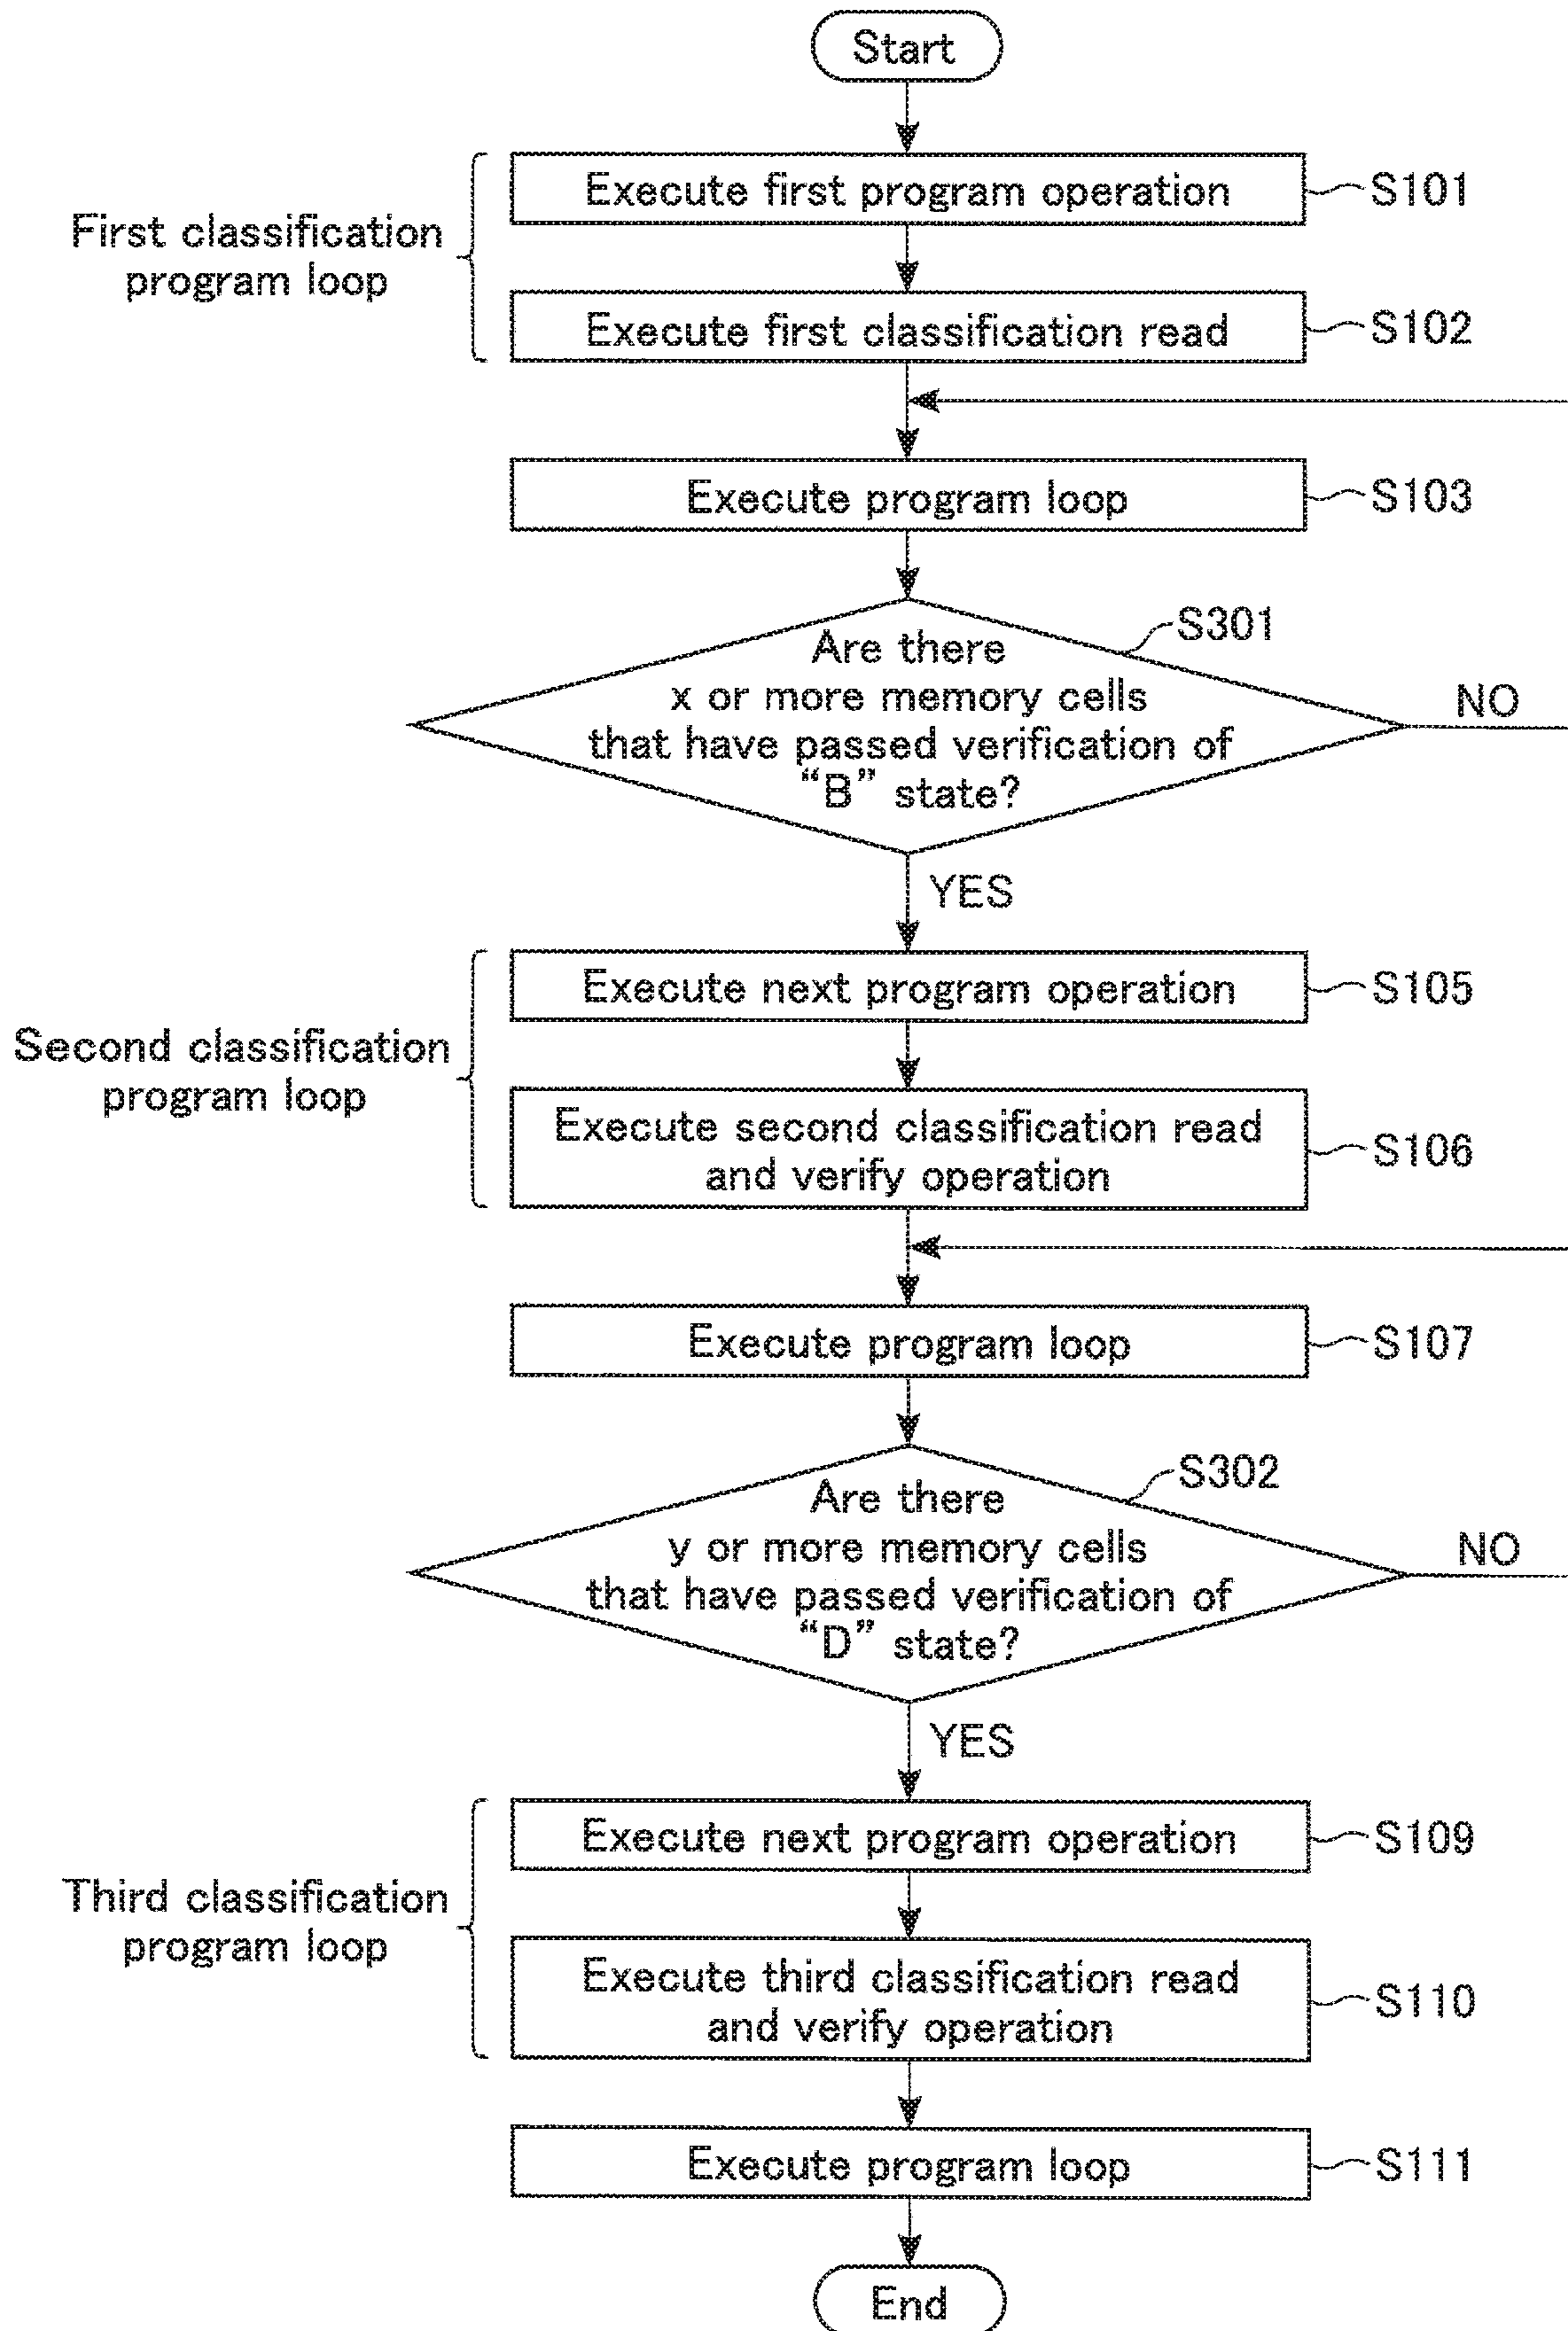 Start
Execute first program operation
S101
First classification
program loop
Execute first classification read
S102
Execute program loop
S103
S301
Are there
x or more memory cells
that have passed verification of
“B” state?
NO
YES
Execute next program operation
S105
Second classification
program loop
Execute second classification read
and verify operation
S106
Execute program loop
S107
S302
Are there
y or more memory cells
that have passed verification of
“D” state?
NO
YES
Execute next program operation
S109
Third classification
program loop
Execute third classification read
and verify operation
S110
Execute program loop
S111
End